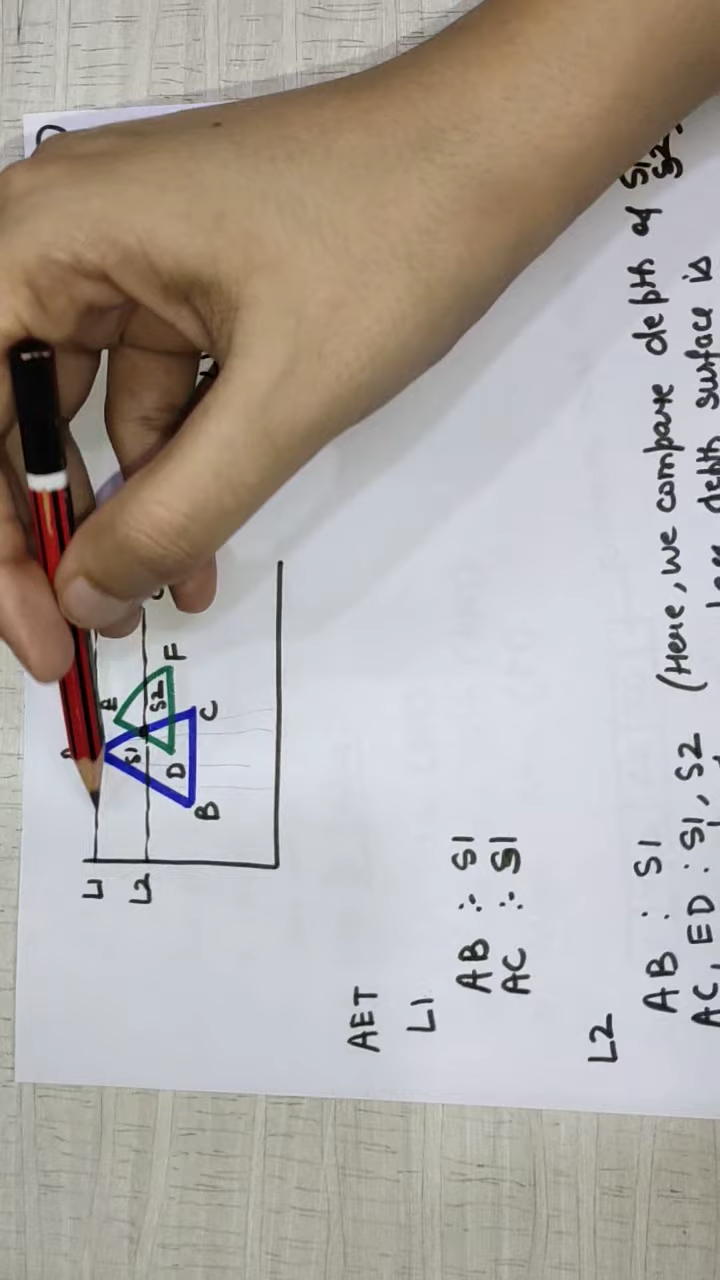 L1
L2
A
E
S1
S2
D
F
B
C
AET
L1
AB : S1
AC : S1
L2
AB : S1
AC, ED : S1, S2 (Here, we compare depth of S1
S2,
depth surface is